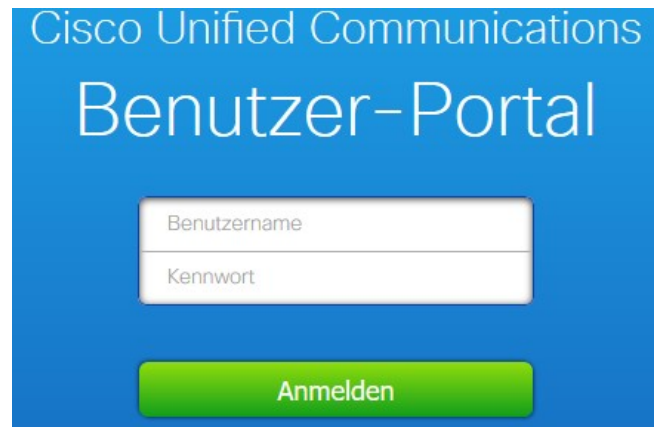 Cisco Unified Communications
Benutzer-Portal
Benutzername
Kennwort
Anmelden